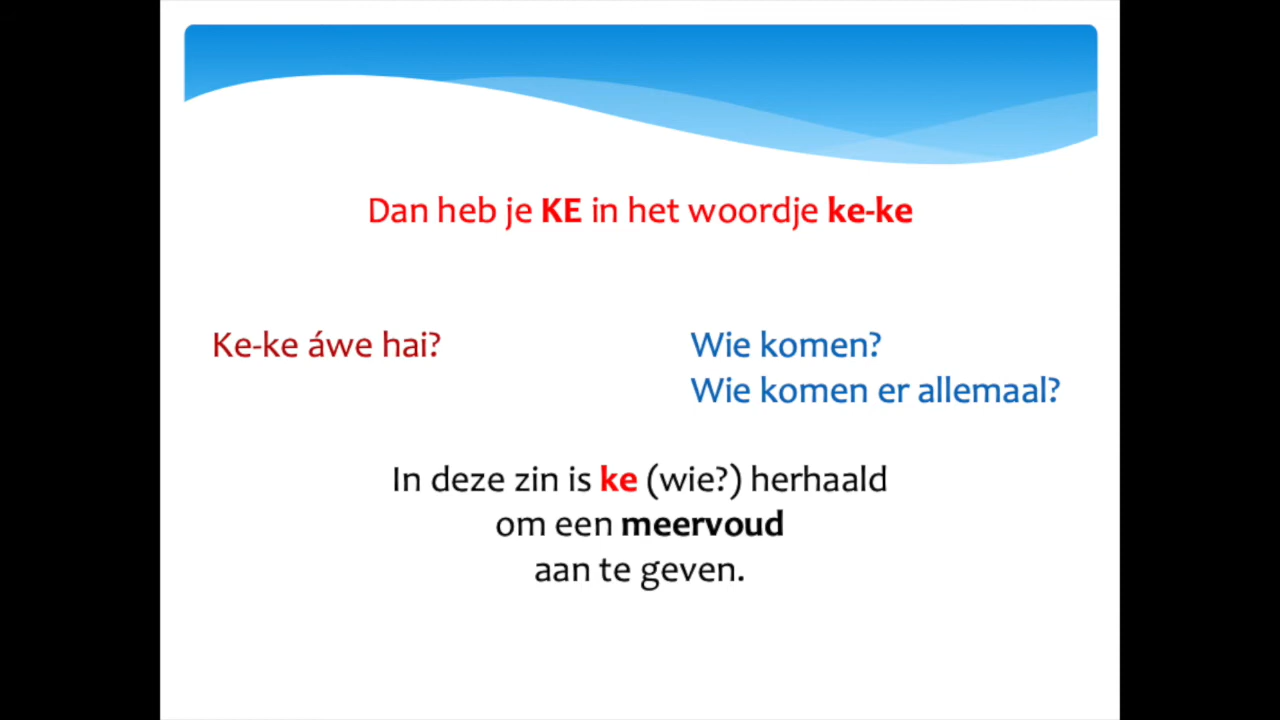 Dan heb je KE in het woordje ke-ke
Ke-ke áwe hai?
Wie komen?
Wie komen er allemaal?
In deze zin is ke (wie?) herhaald
om een meervoud
aan te geven.